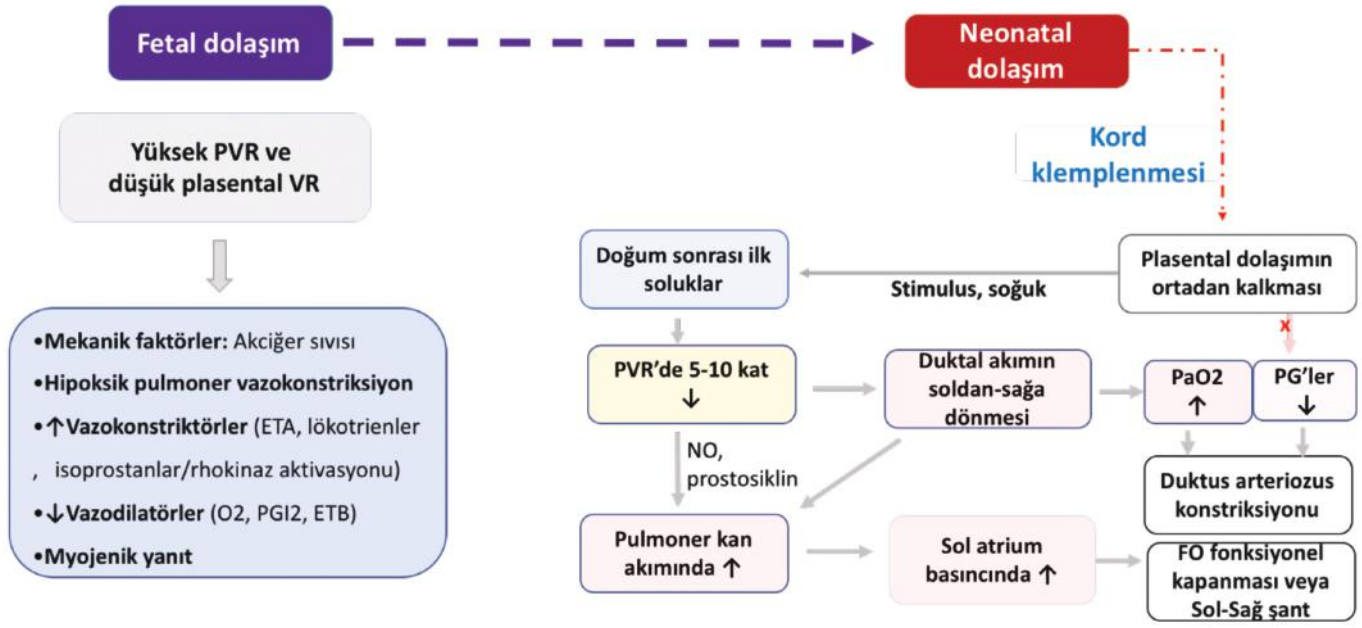 Fetal dolaşım
Neonatal
dolaşım
Yüksek PVR ve
düşük plasental VR
•Mekanik faktörler: Akciğer sıvısı
•Hipoksik pulmoner vazokonstriksiyon
•↑Vazokonstriktörler (ETA, lökotrienler
, isoprostanlar/rhokinaz aktivasyonu)
•↓Vazodilatörler (O2, PGI2, ETB)
•Myojenik yanıt
Kord
klemplenmesi
Plasental dolaşımın
ortadan kalkması
Stimulus, soğuk
Doğum sonrası ilk
soluklar
x
PVR’de 5-10 kat
↓
Duktal akımın
soldan-sağa
dönmesi
PaO2
↑
PG’ler
↓
NO,
prostosiklin
Duktus arteriozus
konstriksiyonu
Pulmoner kan
akımında ↑
Sol atrium
basıncında ↑
FO fonksiyonel
kapanması veya
Sol-Sağ şant